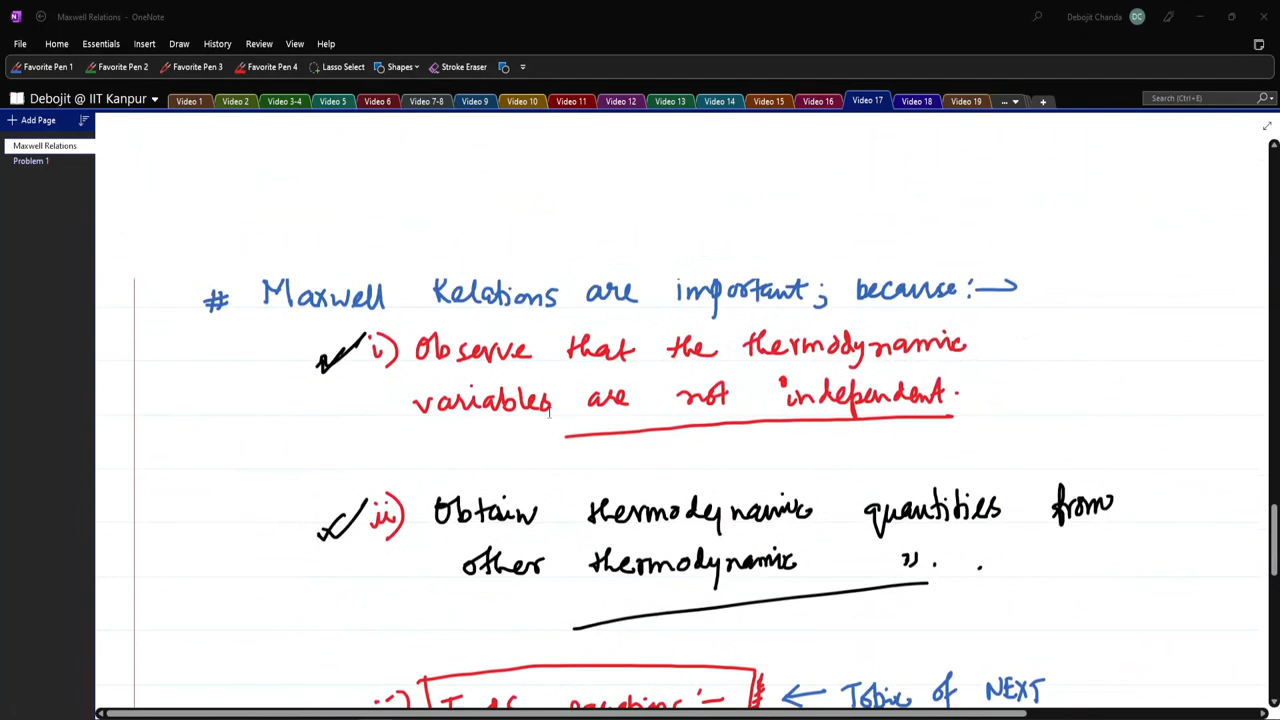 Maxwell Relations - OneNote
Debojit Chanda DC
File Home Essentials Insert Draw History Review View Help
Favorite Pen 1 Favorite Pen 2 Favorite Pen 3 Favorite Pen 4 Lasso Select Shapes Stroke Eraser
Debojit @ IIT Kanpur Video 1 Video 2 Video 3-4 Video 5 Video 6 Video 7-8 Video 9 Video 10 Video 11 Video 12 Video 13 Video 14 Video 15 Video 16 Video 17 Video 18 Video 19 ... Search (Ctrl+E)
Add Page
Maxwell Relations
Problem 1
# Maxwell Relations are important; because:→
i) Observe that the thermodynamic
variables are not independent.
ii) Obtain thermodynamic quantities from
other thermodynamic ".
← Topic of NEXT